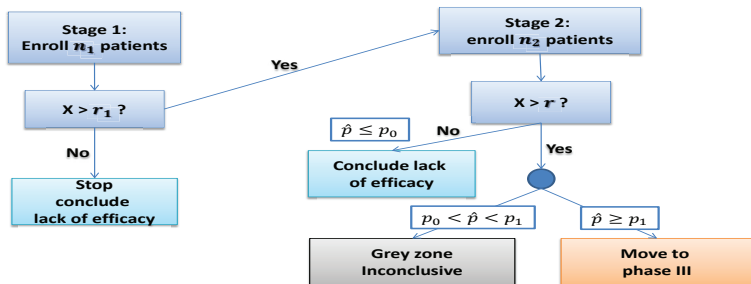 Stage 1:
Enroll n₁ patients
X > r₁ ?
No
Stop
conclude
lack of efficacy
Yes
Stage 2:
enroll n₂ patients
X > r ?
p̂ ≤ p₀
No
Yes
Conclude lack
of efficacy
p₀ < p̂ < p₁
p̂ ≥ p₁
Grey zone
Inconclusive
Move to
phase III